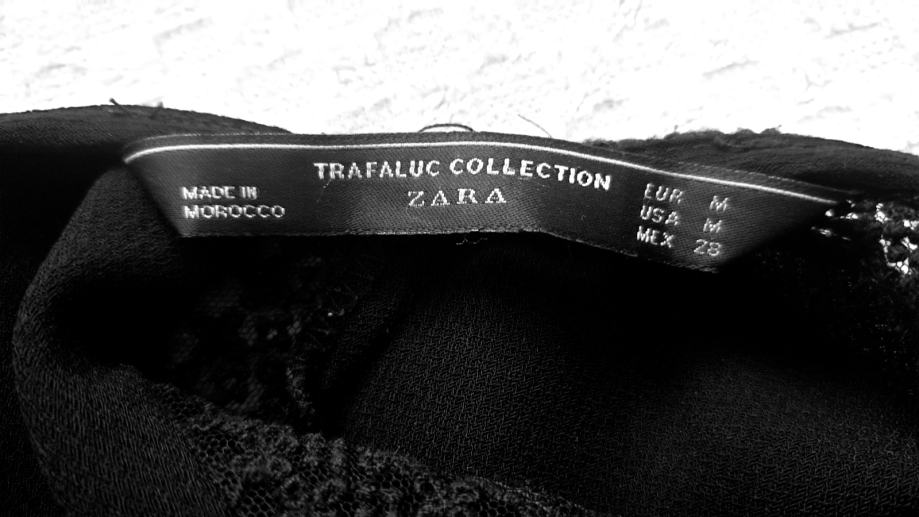 TRAFALUC COLLECTION
ZARA
MADE IN
MOROCCO
EUR M
USA M
MEX 28